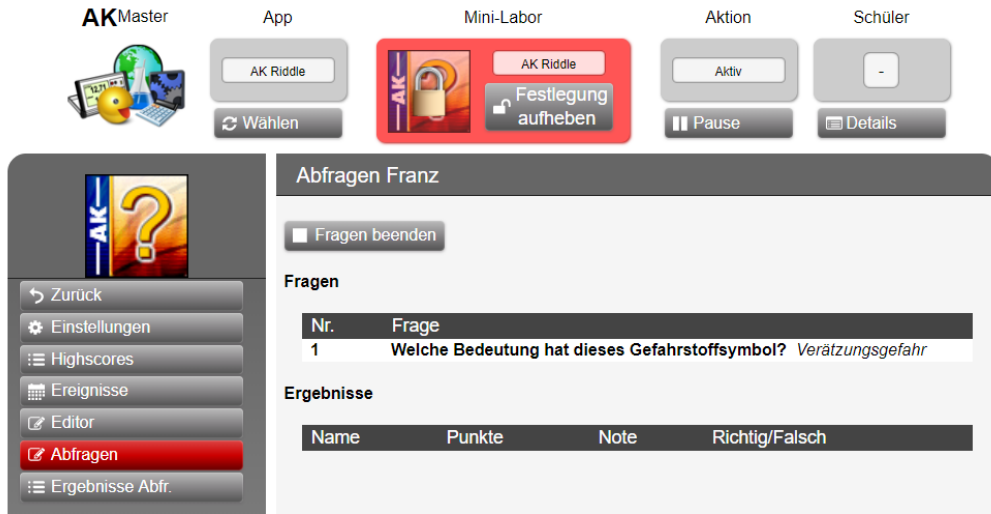 AKMaster App Mini-Labor Aktion Schüler
AK Riddle AK Riddle Aktiv -
AK
Festlegung
aufheben
Wählen Pause Details
Abfragen Franz
AK
Fragen beenden
Fragen
Zurück
Einstellungen
Highscores
Ereignisse
Editor
Abfragen
Ergebnisse Abfr.
Nr. Frage
1 Welche Bedeutung hat dieses Gefahrstoffsymbol? Verätzungsgefahr
Ergebnisse
Name Punkte Note Richtig/Falsch